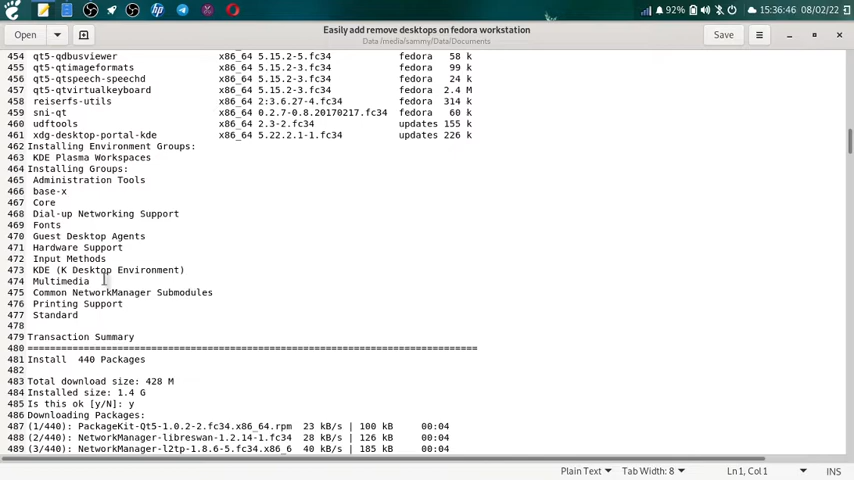 92% 15:36:46 08/02/22
Open Easily add remove desktops on fedora workstation Save
Data /media/sammy/Data/Documents
454 qt5-qdbusviewer x86_64 5.15.2-5.fc34 fedora 58 k
455 qt5-qtimageformats x86_64 5.15.2-3.fc34 fedora 99 k
456 qt5-qtspeech-speechd x86_64 5.15.2-3.fc34 fedora 24 k
457 qt5-qtvirtualkeyboard x86_64 5.15.2-3.fc34 fedora 2.4 M
458 reiserfs-utils x86_64 2:3.6.27-4.fc34 fedora 314 k
459 sni-qt x86_64 0.2.7-0.8.20170217.fc34 fedora 60 k
460 udftools x86_64 2.3-2.fc34 updates 155 k
461 xdg-desktop-portal-kde x86_64 5.22.2.1-1.fc34 updates 226 k
462 Installing Environment Groups:
463 KDE Plasma Workspaces
464 Installing Groups:
465 Administration Tools
466 base-x
467 Core
468 Dial-up Networking Support
469 Fonts
470 Guest Desktop Agents
471 Hardware Support
472 Input Methods
473 KDE (K Desktop Environment)
474 Multimedia
475 Common NetworkManager Submodules
476 Printing Support
477 Standard
478
479 Transaction Summary
480 ================================================================================
481 Install 440 Packages
482
483 Total download size: 428 M
484 Installed size: 1.4 G
485 Is this ok [y/N]: y
486 Downloading Packages:
487 (1/440): PackageKit-Qt5-1.0.2-2.fc34.x86_64.rpm 23 kB/s | 100 kB 00:04
488 (2/440): NetworkManager-libreswan-1.2.14-1.fc34 28 kB/s | 126 kB 00:04
489 (3/440): NetworkManager-l2tp-1.8.6-5.fc34.x86_6 40 kB/s | 185 kB 00:04
Plain Text Tab Width: 8 Ln 1, Col 1 INS